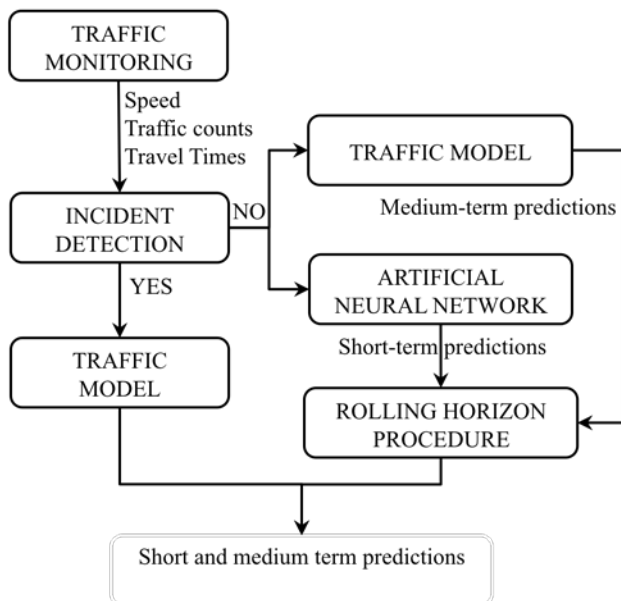 TRAFFIC
MONITORING
Speed
Traffic counts
Travel Times
INCIDENT
DETECTION
NO
YES
TRAFFIC
MODEL
TRAFFIC MODEL
Medium-term predictions
ARTIFICIAL
NEURAL NETWORK
Short-term predictions
ROLLING HORIZON
PROCEDURE
Short and medium term predictions